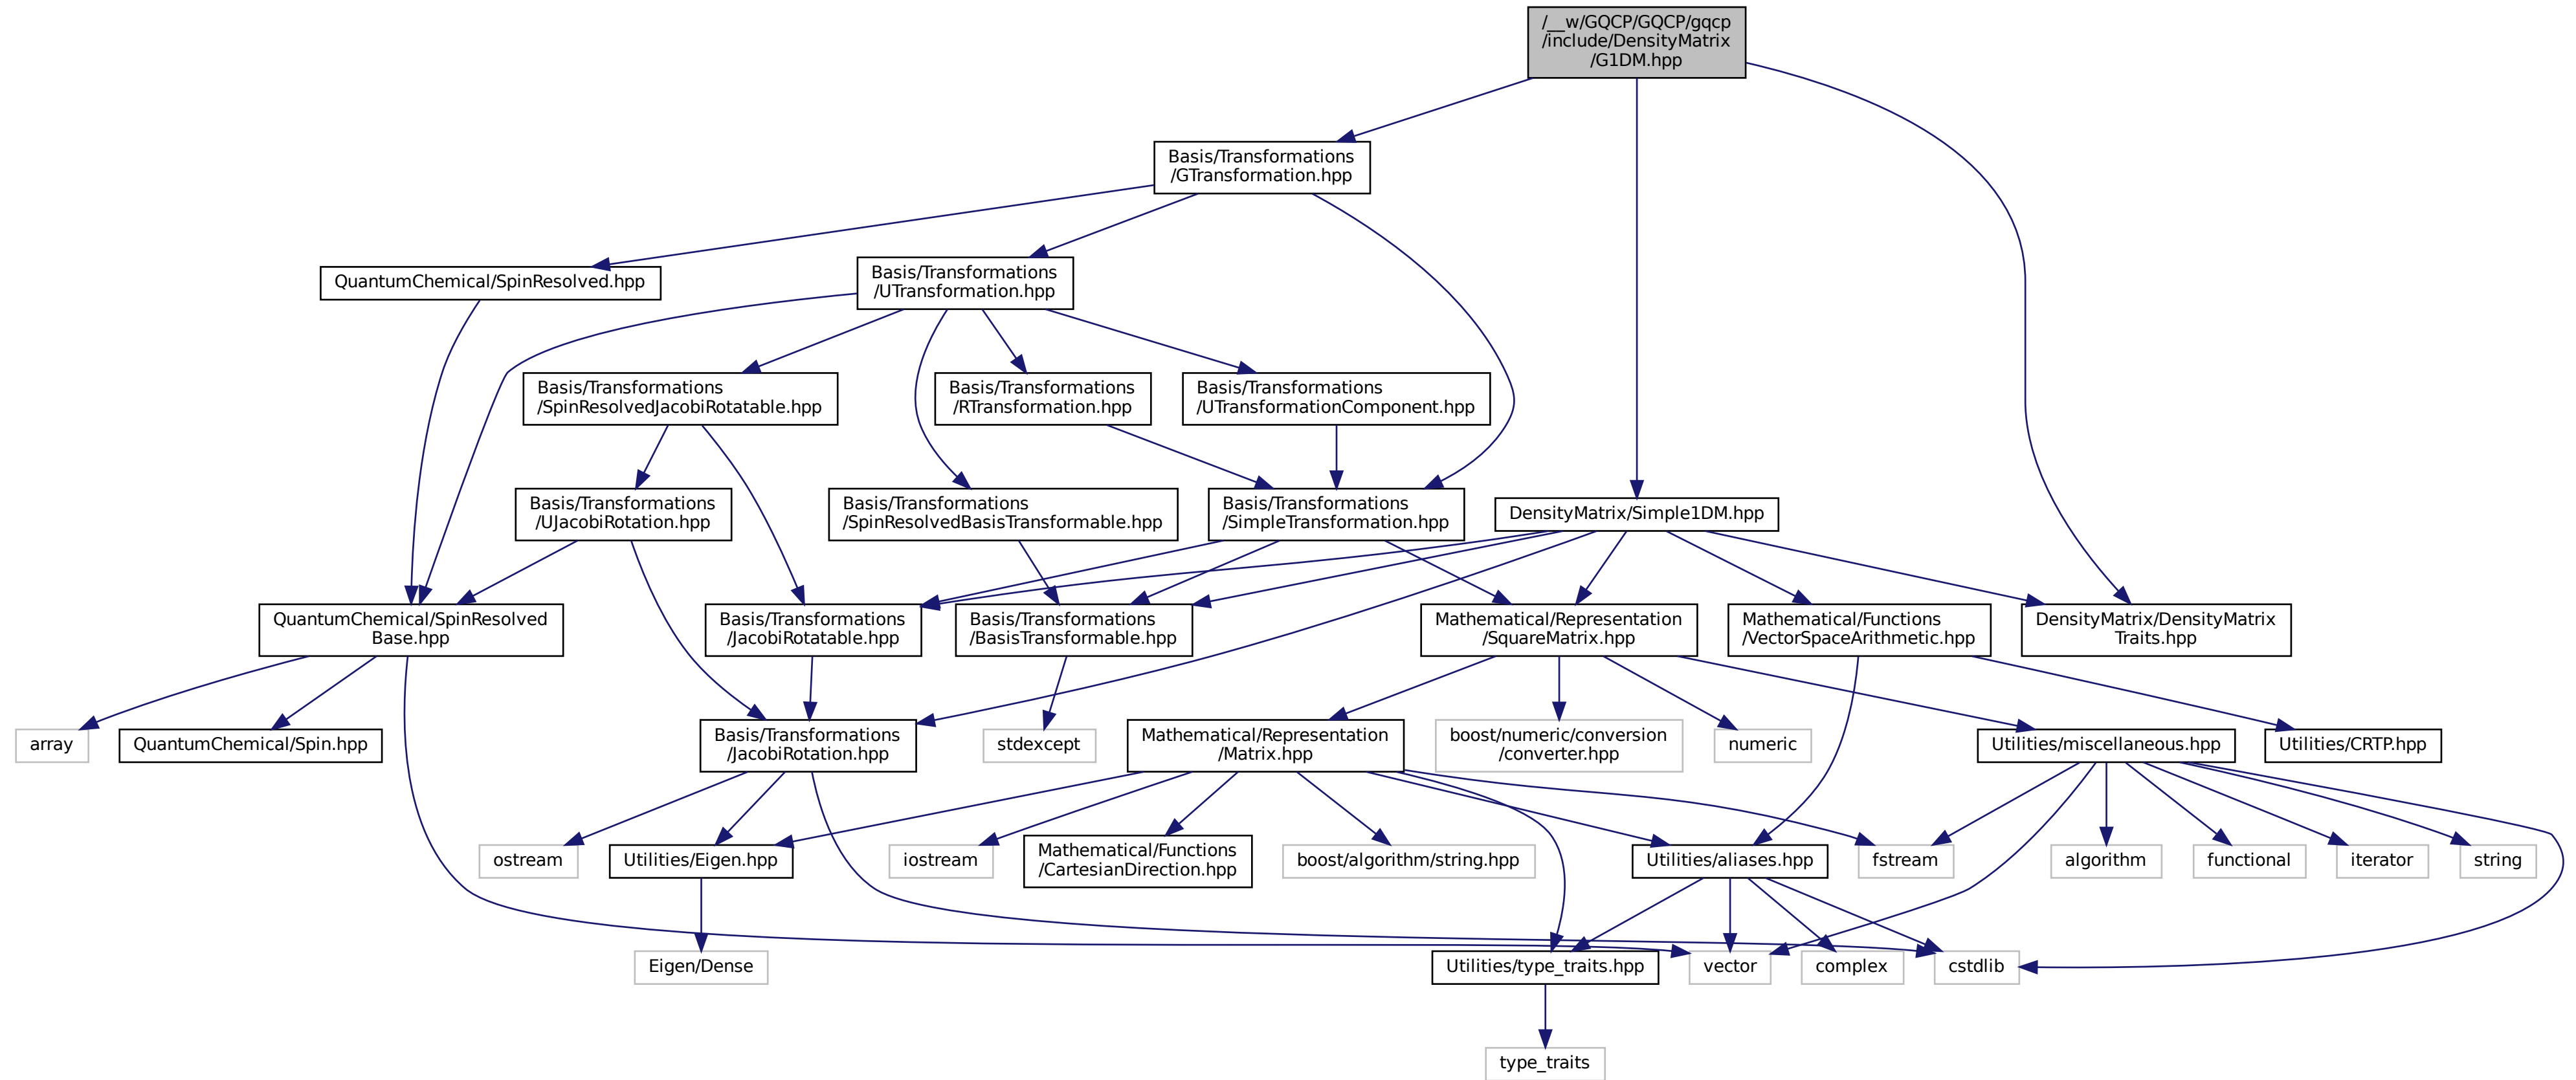 /__w/GQCP/GQCP/gqcp
/include/DensityMatrix
/G1DM.hpp
Basis/Transformations
/GTransformation.hpp
QuantumChemical/SpinResolved.hpp
Basis/Transformations
/UTransformation.hpp
Basis/Transformations
/SpinResolvedJacobiRotatable.hpp
Basis/Transformations
/RTransformation.hpp
Basis/Transformations
/UTransformationComponent.hpp
Basis/Transformations
/UJacobiRotation.hpp
Basis/Transformations
/SpinResolvedBasisTransformable.hpp
Basis/Transformations
/SimpleTransformation.hpp
DensityMatrix/Simple1DM.hpp
QuantumChemical/SpinResolved
Base.hpp
Basis/Transformations
/JacobiRotatable.hpp
Basis/Transformations
/BasisTransformable.hpp
Mathematical/Representation
/SquareMatrix.hpp
Mathematical/Functions
/VectorSpaceArithmetic.hpp
DensityMatrix/DensityMatrix
Traits.hpp
array
QuantumChemical/Spin.hpp
Basis/Transformations
/JacobiRotation.hpp
stdexcept
Mathematical/Representation
/Matrix.hpp
boost/numeric/conversion
/converter.hpp
numeric
Utilities/miscellaneous.hpp
Utilities/CRTP.hpp
ostream
Utilities/Eigen.hpp
iostream
Mathematical/Functions
/CartesianDirection.hpp
boost/algorithm/string.hpp
Utilities/aliases.hpp
fstream
algorithm
functional
iterator
string
Eigen/Dense
Utilities/type_traits.hpp
vector
complex
cstdlib
type_traits